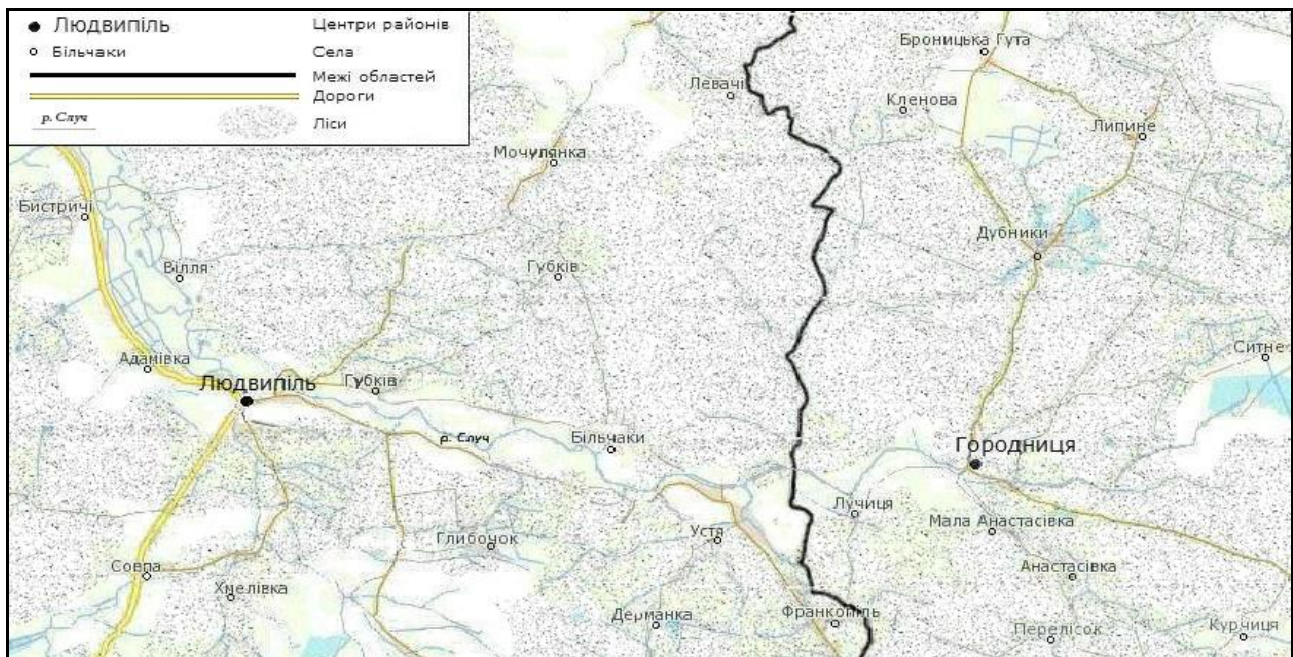 Людвипіль Центри районів
Більчаки Села
Межі областей
Дороги
р. Случ Ліси
Броницька Гута
Левачі
Кленова
Липине
Мочулянка
Бистричі
Дубники
Вілля
Губків
Ситне
Адамівка
Людвипіль
Губків
р. Случ
Більчаки
Городниця
Лучиця
Мала Анастасівка
Устя
Глибочок
Совпа
Анастасівка
Хмелівка
Дерманка
Франкопіль
Перелісок
Курчиця